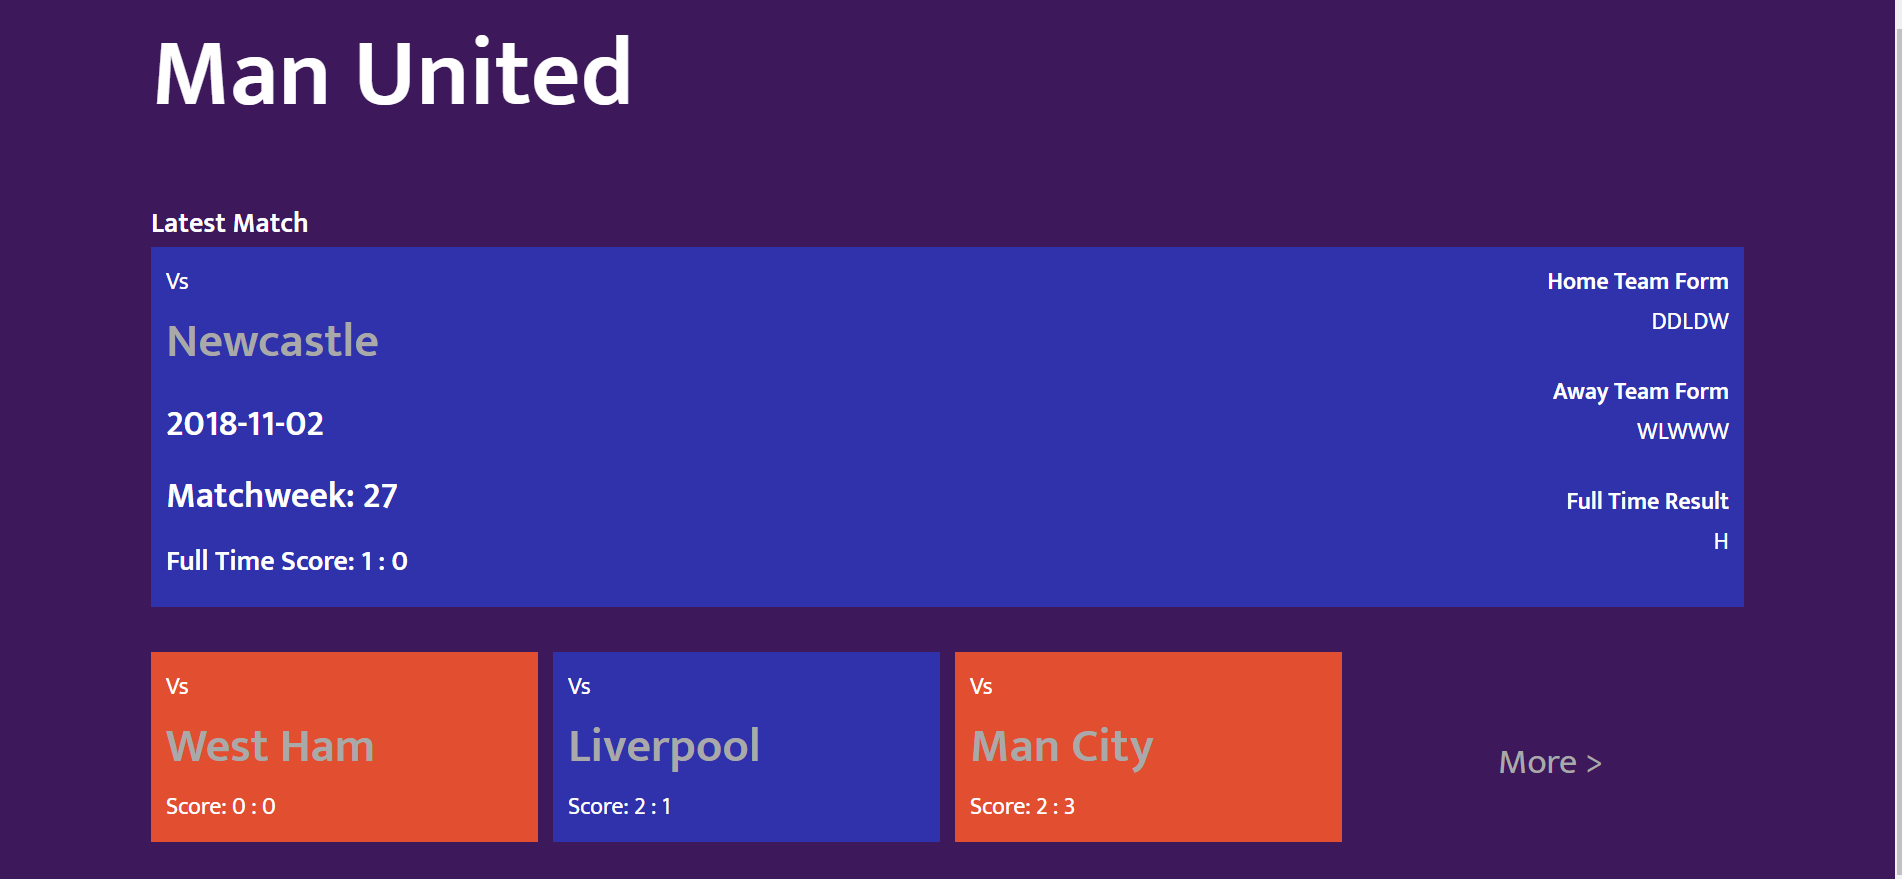 Man United
Latest Match
Vs
Newcastle
2018-11-02
Matchweek: 27
Full Time Score: 1 : 0
Home Team Form
DDLDW
Away Team Form
WLWWW
Full Time Result
H
Vs
West Ham
Score: 0 : 0
Vs
Liverpool
Score: 2 : 1
Vs
Man City
Score: 2 : 3
More >